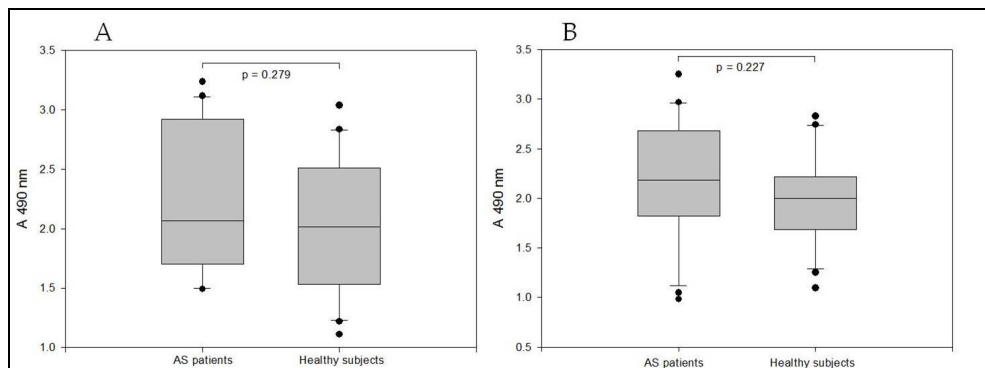 A
3.5
3.0
2.5
2.0
1.5
1.0
A 490 nm
p = 0.279
AS patients
Healthy subjects
B
3.5
3.0
2.5
2.0
1.5
1.0
0.5
A 490 nm
p = 0.227
AS patients
Healthy subjects